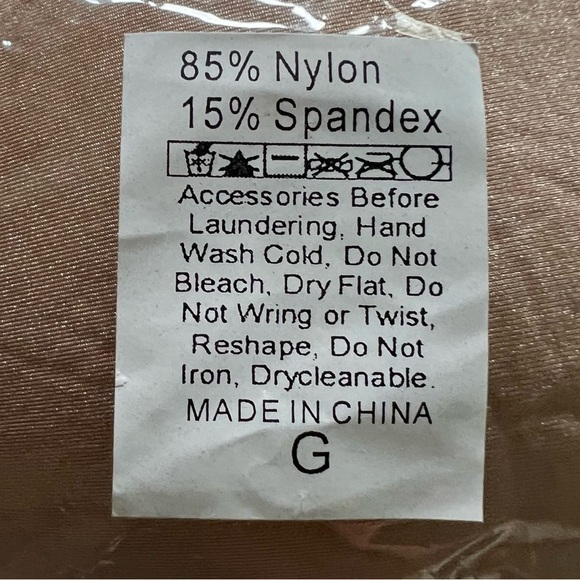 85% Nylon
15% Spandex
Accessories Before
Laundering, Hand
Wash Cold, Do Not
Bleach, Dry Flat, Do
Not Wring or Twist,
Reshape, Do Not
Iron, Drycleanable.
MADE IN CHINA
G